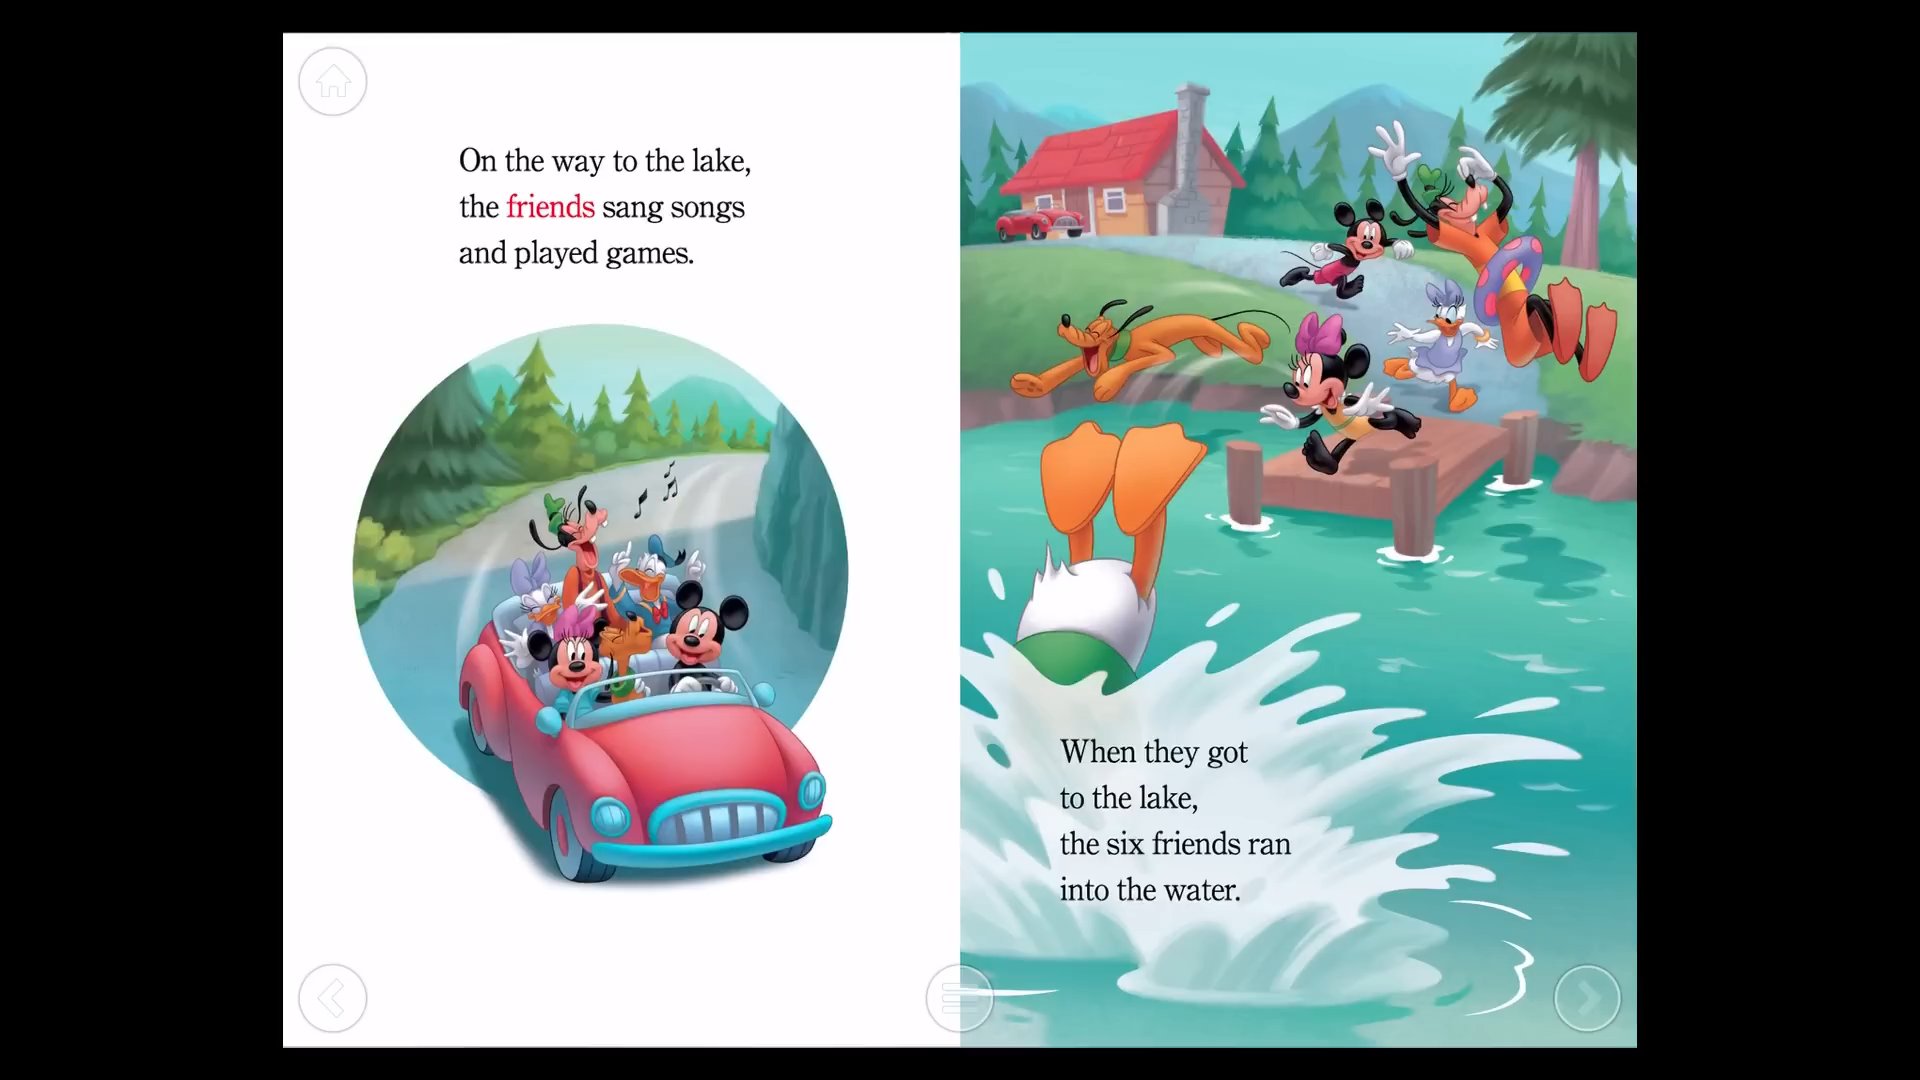 On the way to the lake,
the friends sang songs
and played games.
When they got
to the lake,
the six friends ran
into the water.